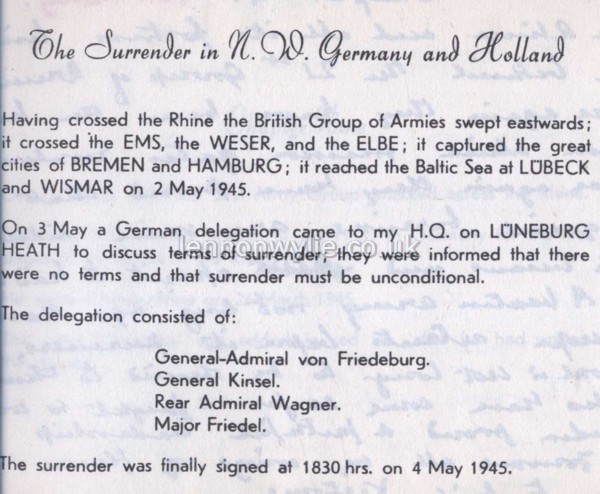 The Surrender in N. W. Germany and Holland
Having crossed the Rhine the British Group of Armies swept eastwards;
it crossed the EMS, the WESER, and the ELBE; it captured the great
cities of BREMEN and HAMBURG; it reached the Baltic Sea at LÜBECK
and WISMAR on 2 May 1945.
On 3 May a German delegation came to my H.Q. on LÜNEBURG
lennonwylie.co.uk
HEATH to discuss terms of surrender; they were informed that there
were no terms and that surrender must be unconditional.
The delegation consisted of:
General-Admiral von Friedeburg.
General Kinsel.
Rear Admiral Wagner.
Major Friedel.
The surrender was finally signed at 1830 hrs. on 4 May 1945.